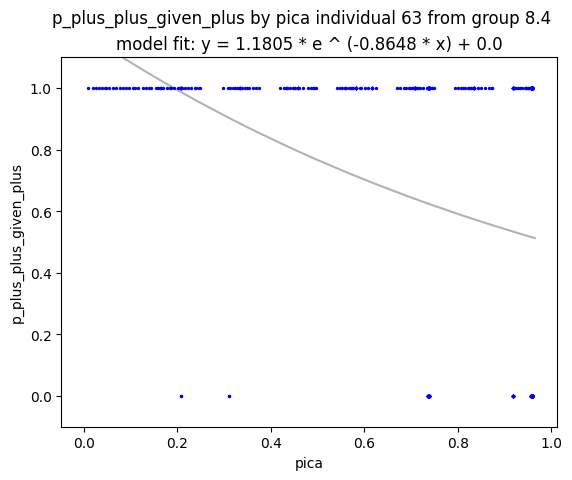 p_plus_plus_given_plus by pica individual 63 from group 8.4
model fit: y = 1.1805 * e ^ (-0.8648 * x) + 0.0
1.0
0.8
0.6
0.4
0.2
0.0
p_plus_plus_given_plus
0.0 0.2 0.4 0.6 0.8 1.0
pica